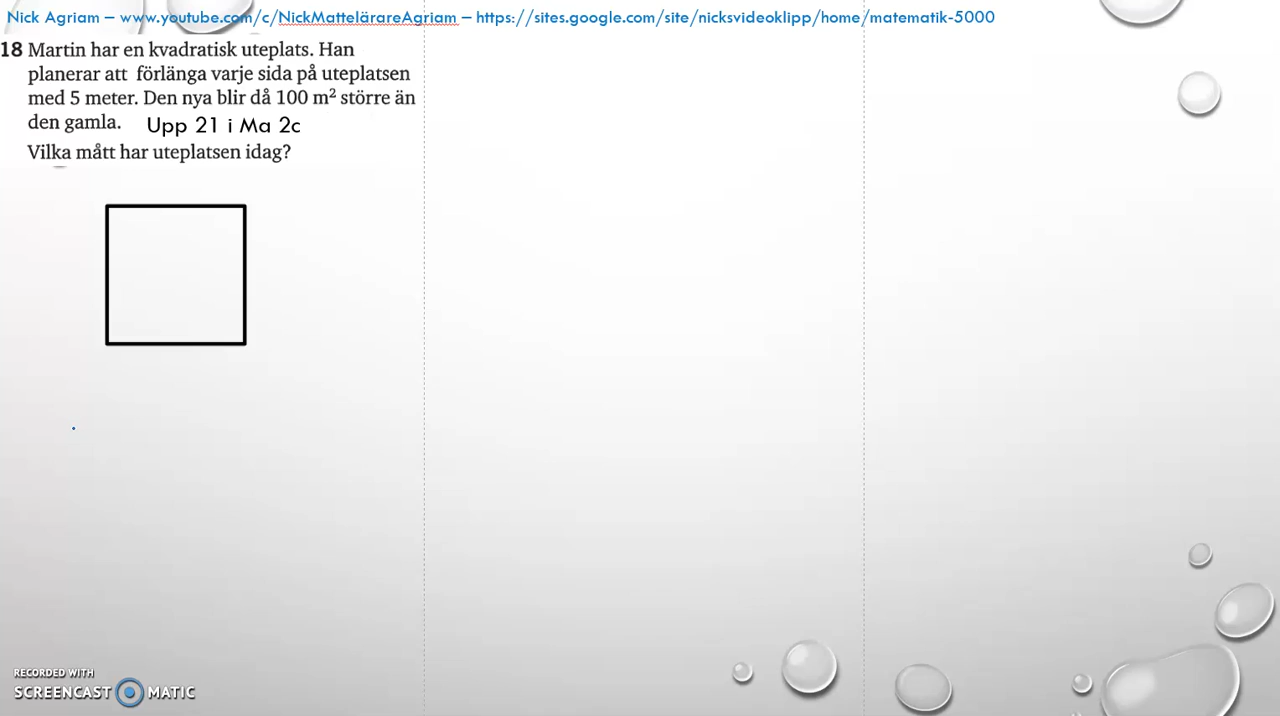 Nick Agriam – www.youtube.com/c/NickMattelärareAgriam – https://sites.google.com/site/nicksvideoklipp/home/matematik-5000
18 Martin har en kvadratisk uteplats. Han
planerar att förlänga varje sida på uteplatsen
med 5 meter. Den nya blir då 100 m² större än
den gamla. Upp 21 i Ma 2c
Vilka mått har uteplatsen idag?
RECORDED WITH
SCREENCAST MATIC